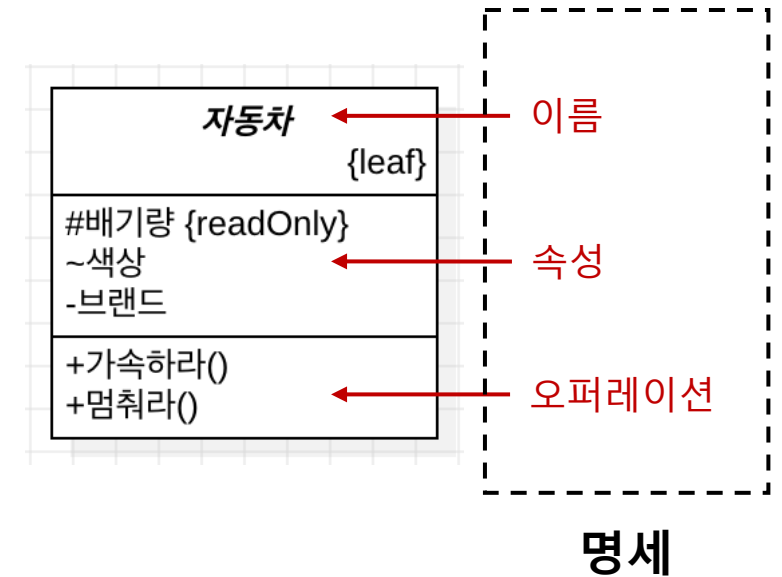 자동차
이름
{leaf}
#배기량 {readOnly}
~색상
속성
-브랜드
+가속하라()
+멈춰라()
오퍼레이션
명세